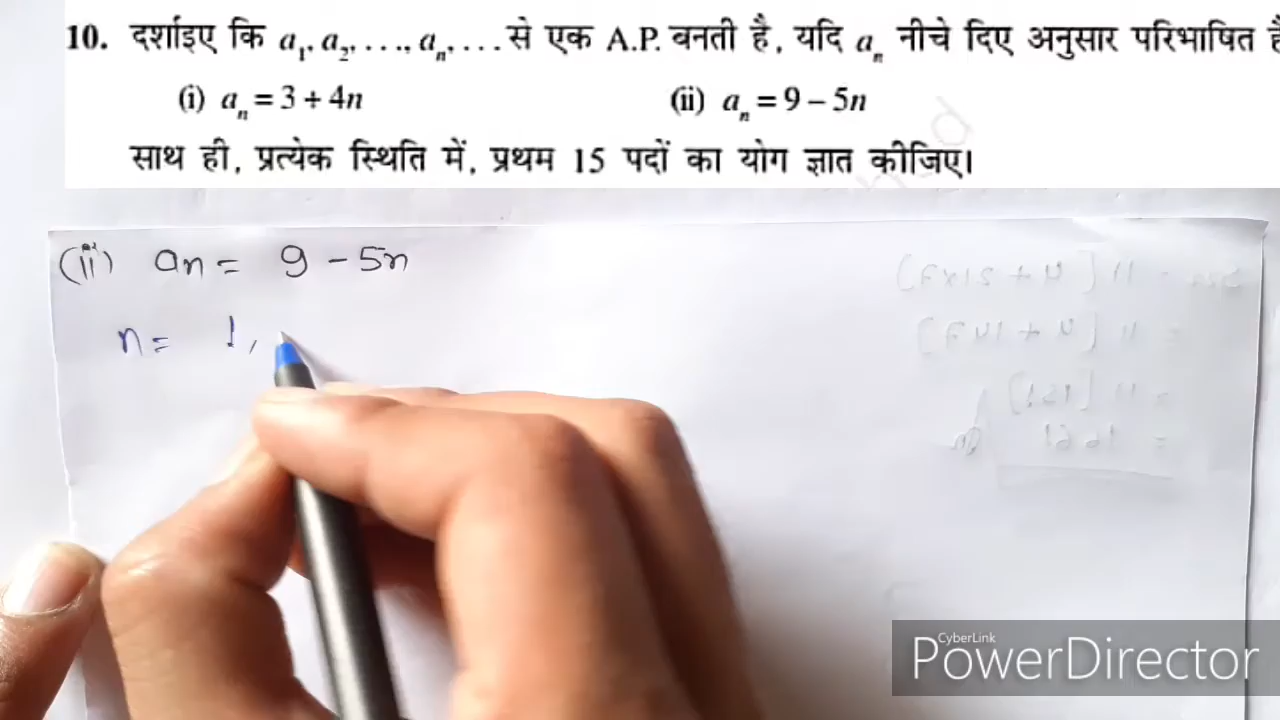 10. दर्शाइए कि a₁, a₂, . . ., aₙ, . . . से एक A.P. बनती है, यदि aₙ नीचे दिए अनुसार परिभाषित है
(i) aₙ = 3 + 4n (ii) aₙ = 9 – 5n
साथ ही, प्रत्येक स्थिति में, प्रथम 15 पदों का योग ज्ञात कीजिए।
(ii) an = 9 - 5n
n = 1,
CyberLink
PowerDirector